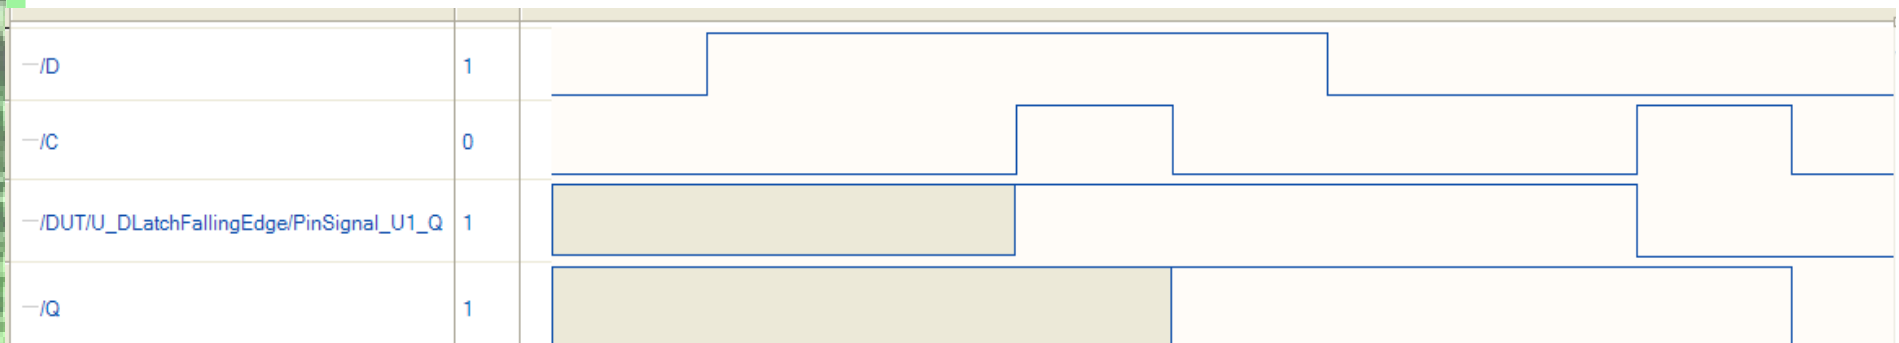 /D 1
/C 0
/DUT/U_DLatchFallingEdge/PinSignal_U1_Q 1
/Q 1